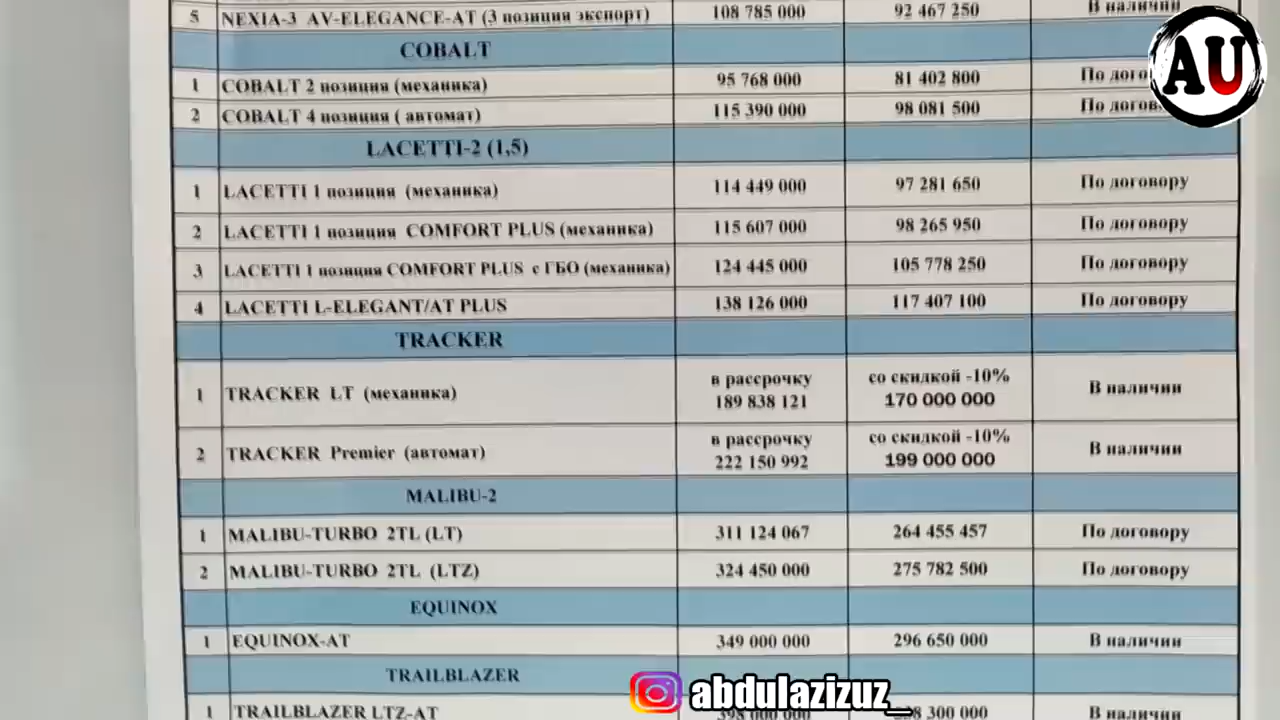 5 NEXIA-3 AV-ELEGANCE-AT (3 позиция экспорт) 108 785 000 92 467 250 В наличии
COBALT
1 COBALT 2 позиция (механика) 95 768 000 81 402 800 По
2 COBALT 4 позиция ( автомат) 115 390 000 98 081 500 По
AU
LACETTI-2 (1,5)
1 LACETTI 1 позиция (механика) 114 449 000 97 281 650 По договору
2 LACETTI 1 позиция COMFORT PLUS (механика) 115 607 000 98 265 950 По договору
3 LACETTI 1 позиция COMFORT PLUS с ГБО (механика) 124 445 000 105 778 250 По договору
4 LACETTI L-ELEGANT/AT PLUS 138 126 000 117 407 100 По договору
TRACKER
1 TRACKER LT (механика) в рассрочку 189 838 121 со скидкой -10% 170 000 000 В наличии
2 TRACKER Premier (автомат) в рассрочку 222 150 992 со скидкой -10% 199 000 000 В наличии
MALIBU-2
1 MALIBU-TURBO 2TL (LT) 311 124 067 264 455 457 По договору
2 MALIBU-TURBO 2TL (LTZ) 324 450 000 275 782 500 По договору
EQUINOX
1 EQUINOX-AT 349 000 000 296 650 000 В наличии
TRAILBLAZER
1 TRAILBLAZER LTZ-AT 398 000 000 300 000
abdulazizuz_